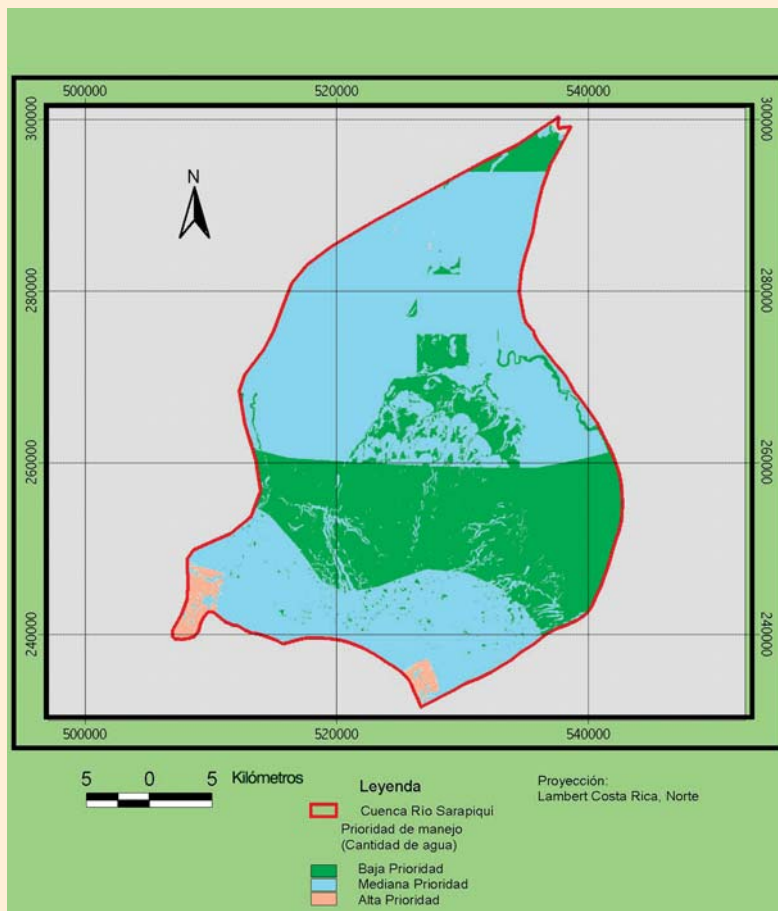 500000 520000 540000
300000 300000
N
280000 280000
260000 260000
240000 240000
500000 520000 540000
5 0 5 Kilómetros
Leyenda
Cuenca Río Sarapiquí
Prioridad de manejo
(Cantidad de agua)
Baja Prioridad
Mediana Prioridad
Alta Prioridad
Proyección:
Lambert Costa Rica, Norte